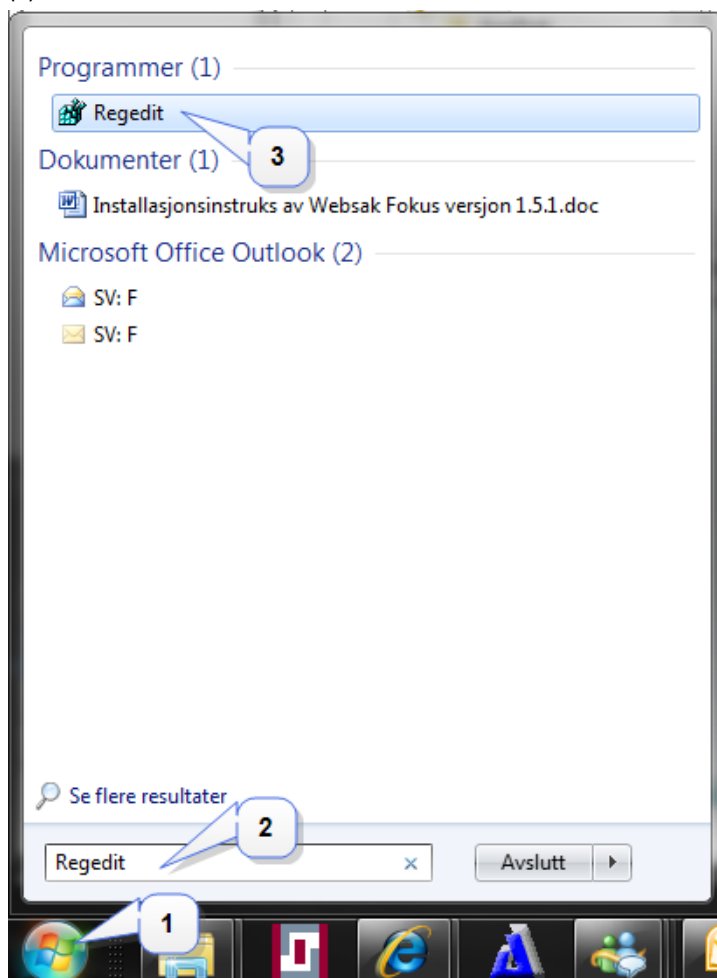 Programmer (1)
Regedit
3
Dokumenter (1)
Installasjonsinstruks av Websak Fokus versjon 1.5.1.doc
Microsoft Office Outlook (2)
SV: F
SV: F
Se flere resultater
2
Regedit
Avslutt
1